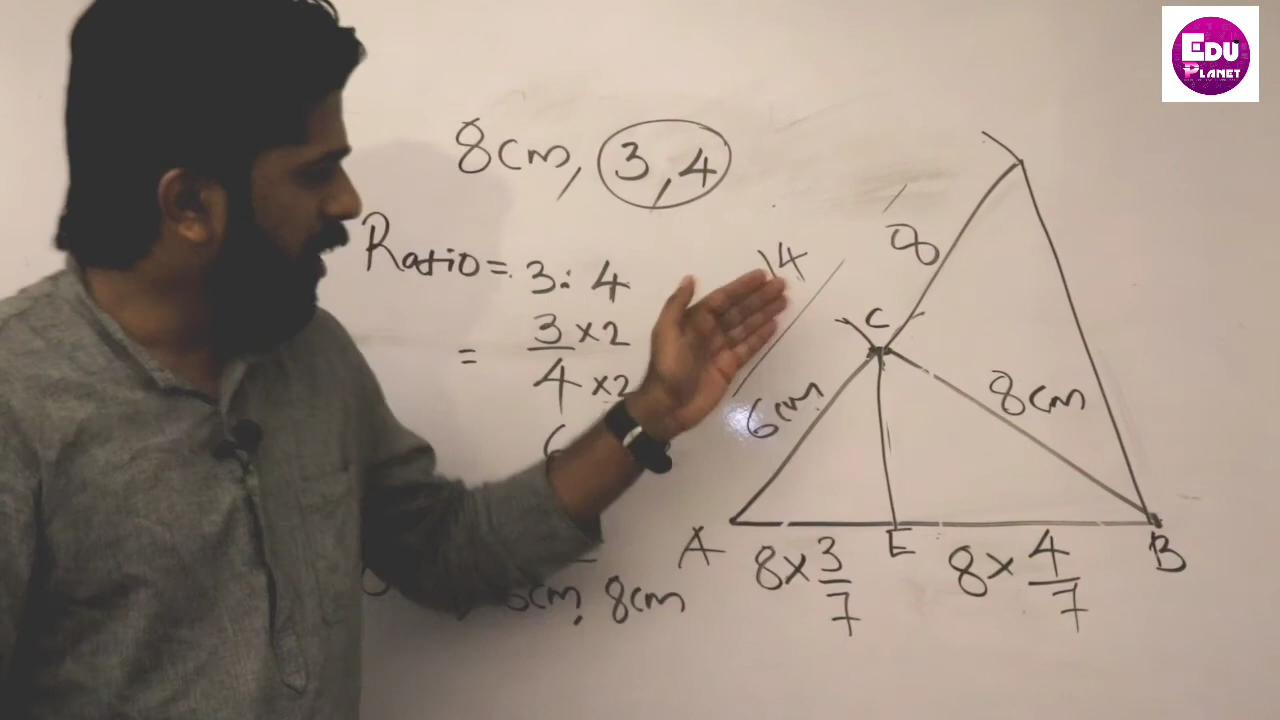 EDU
PLANET
8cm, 3,4
Ratio = 3:4
= 3/4 ×2 ×2
8cm
14
8
C
6cm
8cm
A
E
B
8 × 3/7
8 × 4/7